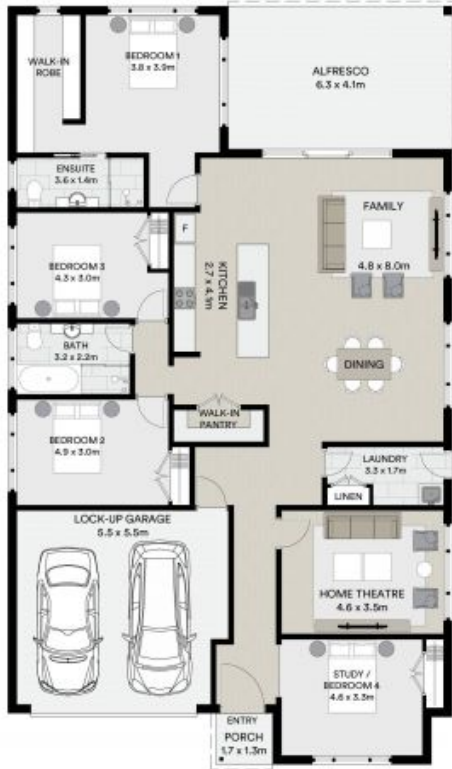 WALK-IN
ROBE
BEDROOM 1
3.8 x 3.9m
ALFRESCO
6.3 x 4.1m
ENSUITE
3.6 x 1.4m
FAMILY
4.8 x 8.0m
F
KITCHEN
2.7 x 4.1m
BEDROOM 3
4.3 x 3.0m
BATH
3.2 x 2.2m
DINING
WALK-IN
PANTRY
BEDROOM 2
4.9 x 3.0m
LAUNDRY
3.3 x 1.7m
LINEN
LOCK-UP GARAGE
5.5 x 5.5m
HOME THEATRE
4.6 x 3.5m
STUDY /
BEDROOM 4
4.6 x 3.3m
ENTRY
PORCH
1.7 x 1.3m